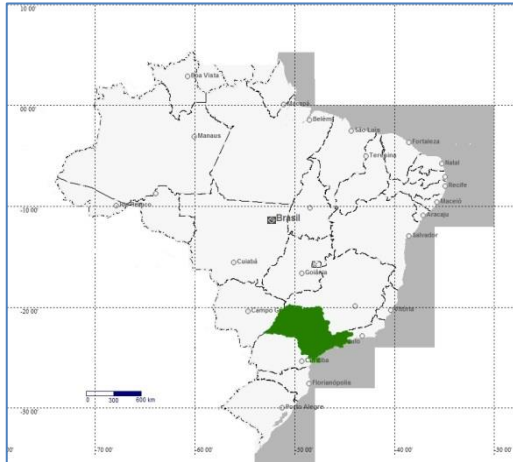 10 00'
Boa Vista
00 00'
Macapá
Belém
São Luis
Fortaleza
Manaus
Teresina
Natal
Recife
Maceió
-10 00'
Aracaju
Brasil
Salvador
Cuiabá
Goiânia
-20 00'
Campo G
Vitória
Curitiba
0 300 600 km
Florianópolis
-30 00'
Porto Alegre
-70 00'
-60 00'
-50 00'
-40 00'
-30 00'